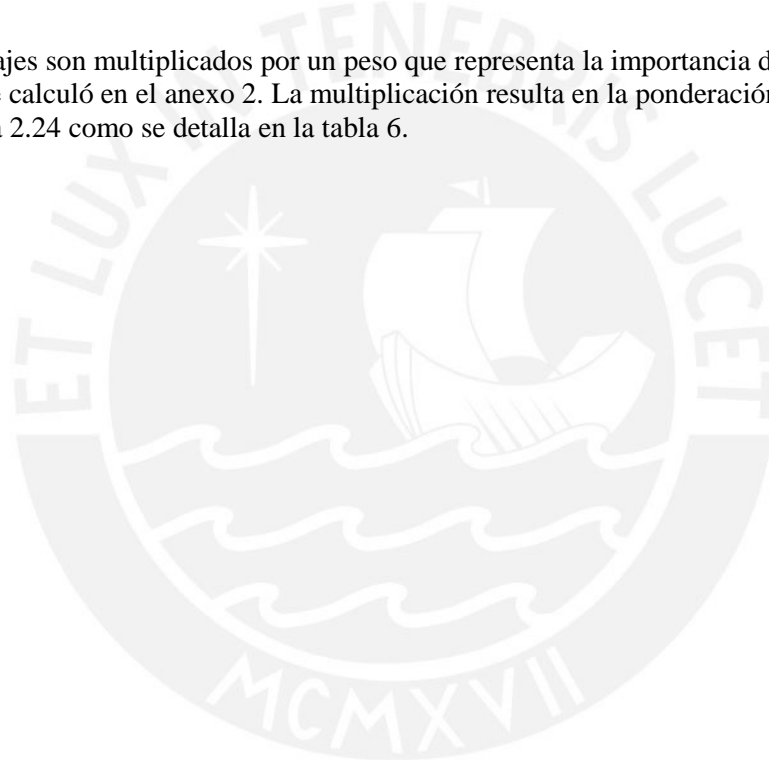 ajes son multiplicados por un peso que representa la importancia d
calculó en el anexo 2. La multiplicación resulta en la ponderación
2.24 como se detalla en la tabla 6.
ET LUX IN TENEBRIS LUCET
MCMXVII